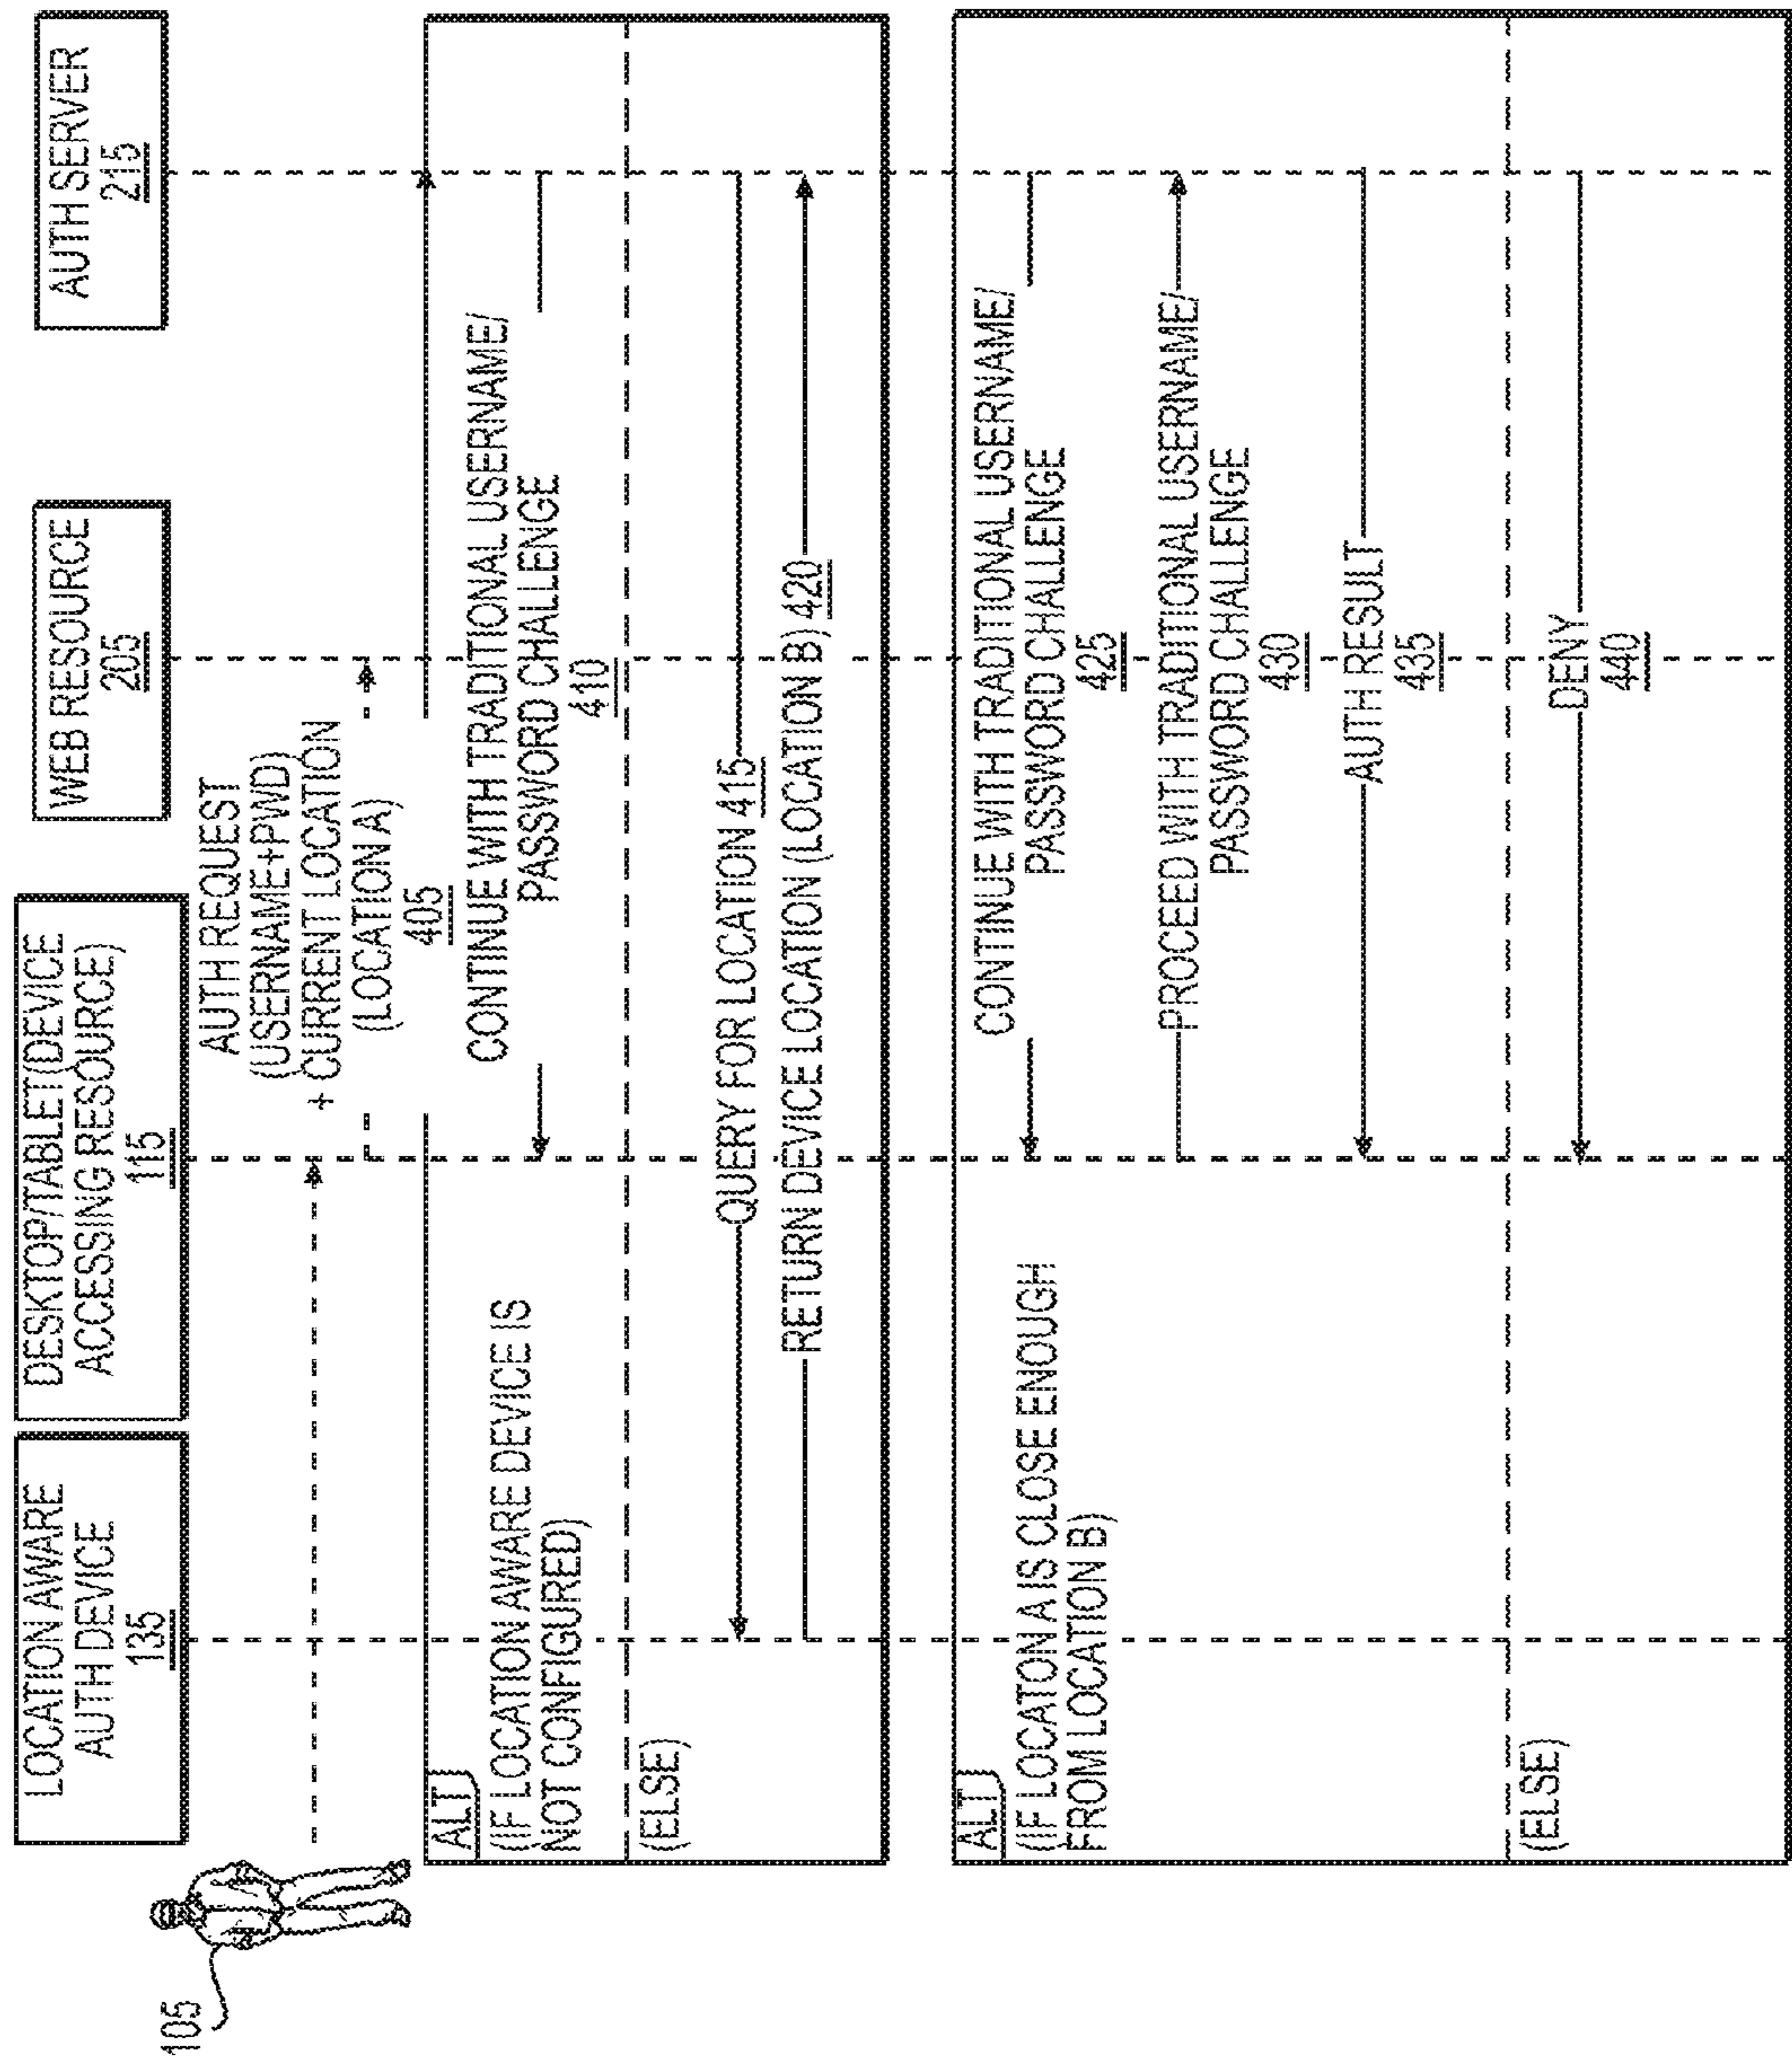 105
LOCATION AWARE
AUTH DEVICE
135
DESKTOP/TABLET(DEVICE
ACCESSING RESOURCE)
115
WEB RESOURCE
205
AUTH SERVER
215
AUTH REQUEST
(USERNAME+PWD)
+ CURRENT LOCATION
(LOCATION A)
405
ALT
(IF LOCATION AWARE DEVICE IS
NOT CONFIGURED)
CONTINUE WITH TRADITIONAL USERNAME/
PASSWORD CHALLENGE
410
(ELSE)
QUERY FOR LOCATION 415
RETURN DEVICE LOCATION (LOCATION B) 420
ALT
(IF LOCATON A IS CLOSE ENOUGH
FROM LOCATION B)
CONTINUE WITH TRADITIONAL USERNAME/
PASSWORD CHALLENGE
425
PROCEED WITH TRADITIONAL USERNAME/
PASSWORD CHALLENGE
430
AUTH RESULT
435
(ELSE)
DENY
440